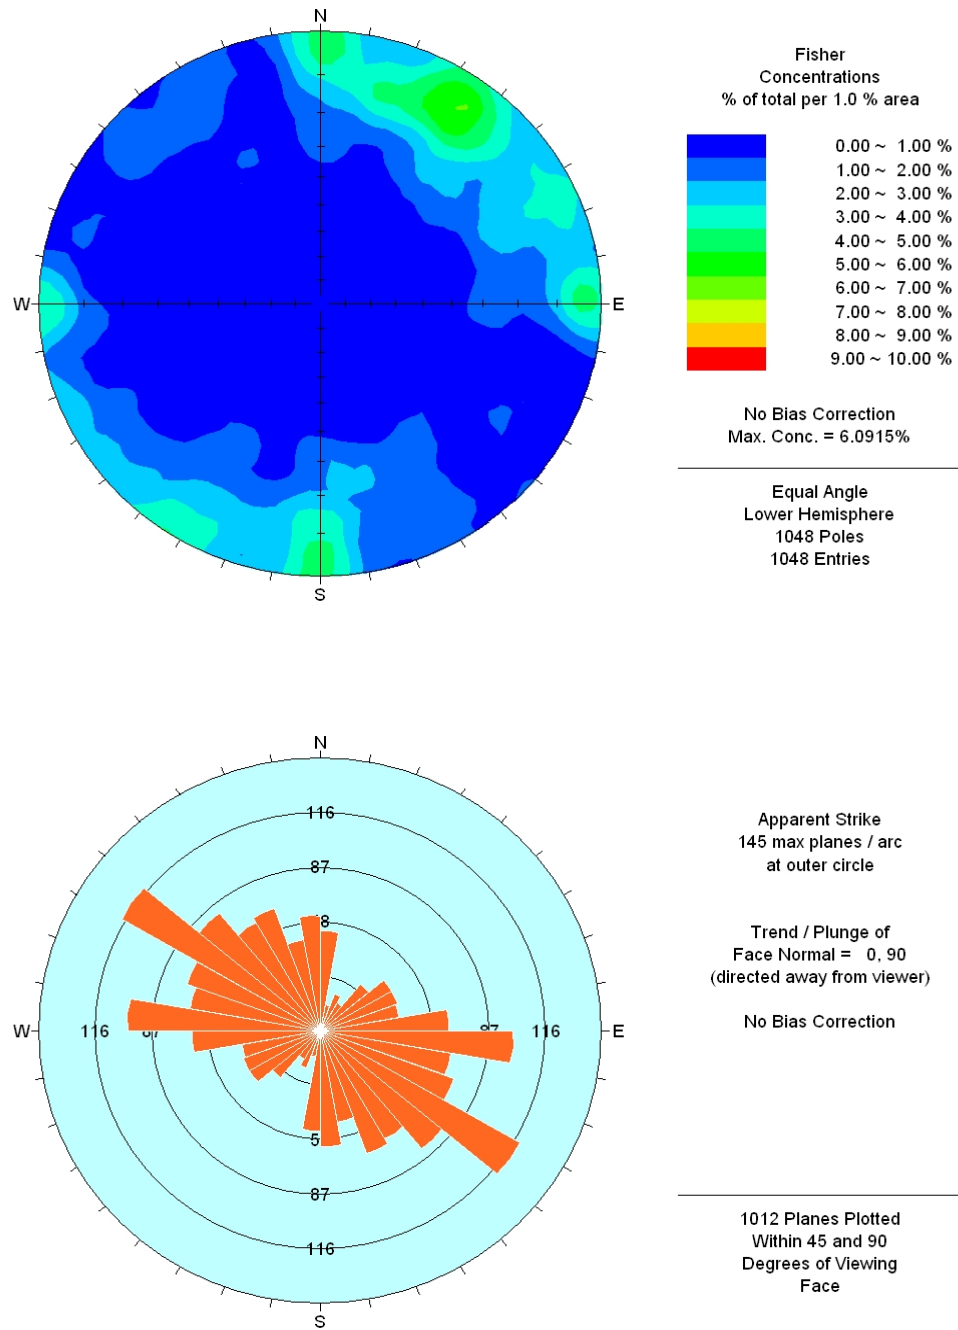 N
W
E
S
Fisher
Concentrations
% of total per 1.0 % area
0.00 ~ 1.00 %
1.00 ~ 2.00 %
2.00 ~ 3.00 %
3.00 ~ 4.00 %
4.00 ~ 5.00 %
5.00 ~ 6.00 %
6.00 ~ 7.00 %
7.00 ~ 8.00 %
8.00 ~ 9.00 %
9.00 ~ 10.00 %
No Bias Correction
Max. Conc. = 6.0915%
Equal Angle
Lower Hemisphere
1048 Poles
1048 Entries
N
116
87
8
W 116 87 87 116 E
5
87
116
S
Apparent Strike
145 max planes / arc
at outer circle
Trend / Plunge of
Face Normal = 0, 90
(directed away from viewer)
No Bias Correction
1012 Planes Plotted
Within 45 and 90
Degrees of Viewing
Face